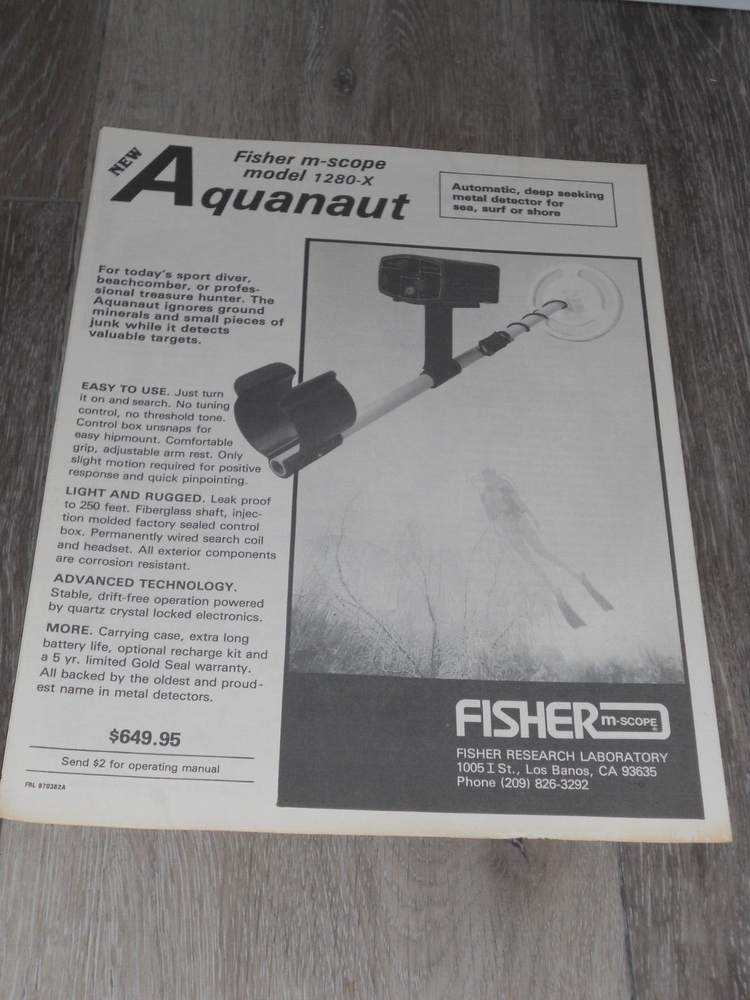 NEW
Fisher m-scope
model 1280-X
Aquanaut
Automatic, deep seeking
metal detector for
sea, surf or shore
For today's sport diver,
beachcomber, or profes-
sional treasure hunter. The
Aquanaut ignores ground
minerals and small pieces of
junk while it detects
valuable targets.
EASY TO USE. Just turn
it on and search. No tuning
control, no threshold tone.
Control box unsnaps for
easy hipmount. Comfortable
grip, adjustable arm rest. Only
slight motion required for positive
response and quick pinpointing.
LIGHT AND RUGGED. Leak proof
to 250 feet. Fiberglass shaft, injec-
tion molded factory sealed control
box. Permanently wired search coil
and headset. All exterior components
are corrosion resistant.
ADVANCED TECHNOLOGY.
Stable, drift-free operation powered
by quartz crystal locked electronics.
MORE. Carrying case, extra long
battery life, optional recharge kit and
a 5 yr. limited Gold Seal warranty.
All backed by the oldest and proud-
est name in metal detectors.
$649.95
Send $2 for operating manual
FRL 870382A
FISHER m-SCOPE®
FISHER RESEARCH LABORATORY
1005 I St., Los Banos, CA 93635
Phone (209) 826-3292